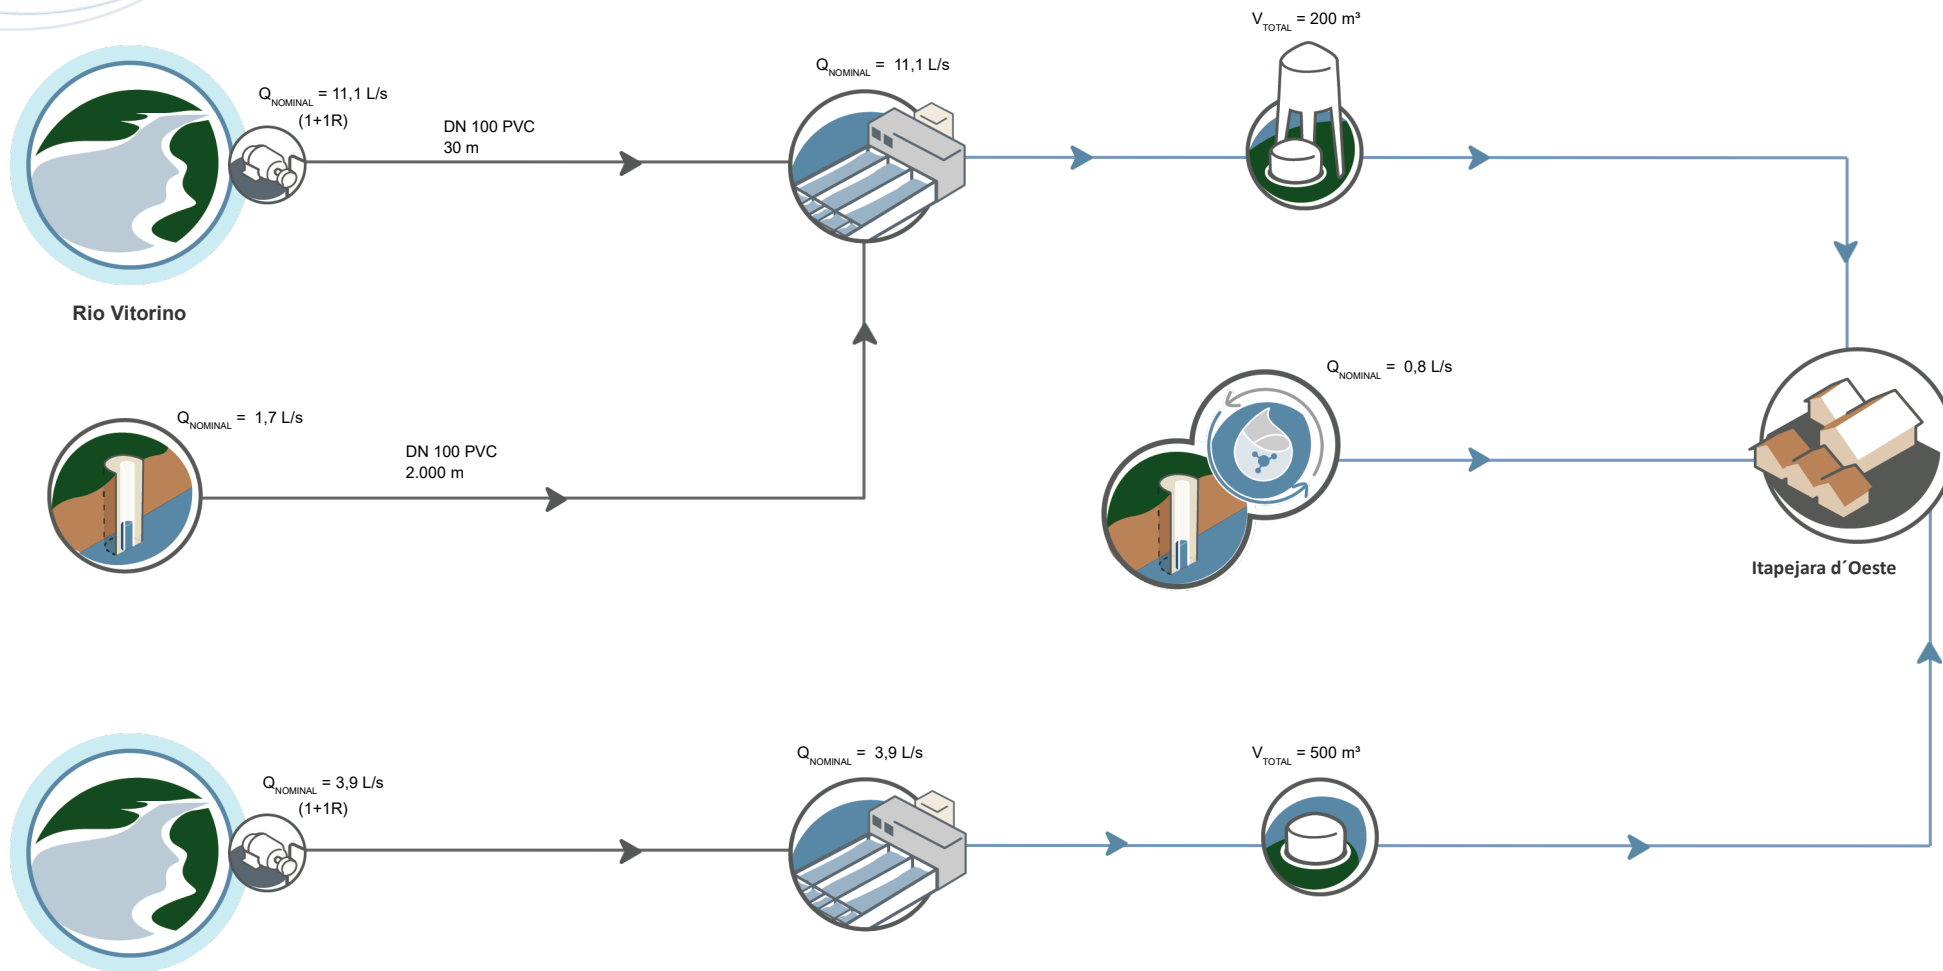 V_TOTAL = 200 m³
Q_NOMINAL = 11,1 L/s
Q_NOMINAL = 11,1 L/s
(1+1R)
DN 100 PVC
30 m
Rio Vitorino
Q_NOMINAL = 0,8 L/s
Q_NOMINAL = 1,7 L/s
DN 100 PVC
2.000 m
Itapejara d´Oeste
Q_NOMINAL = 3,9 L/s
V_TOTAL = 500 m³
Q_NOMINAL = 3,9 L/s
(1+1R)